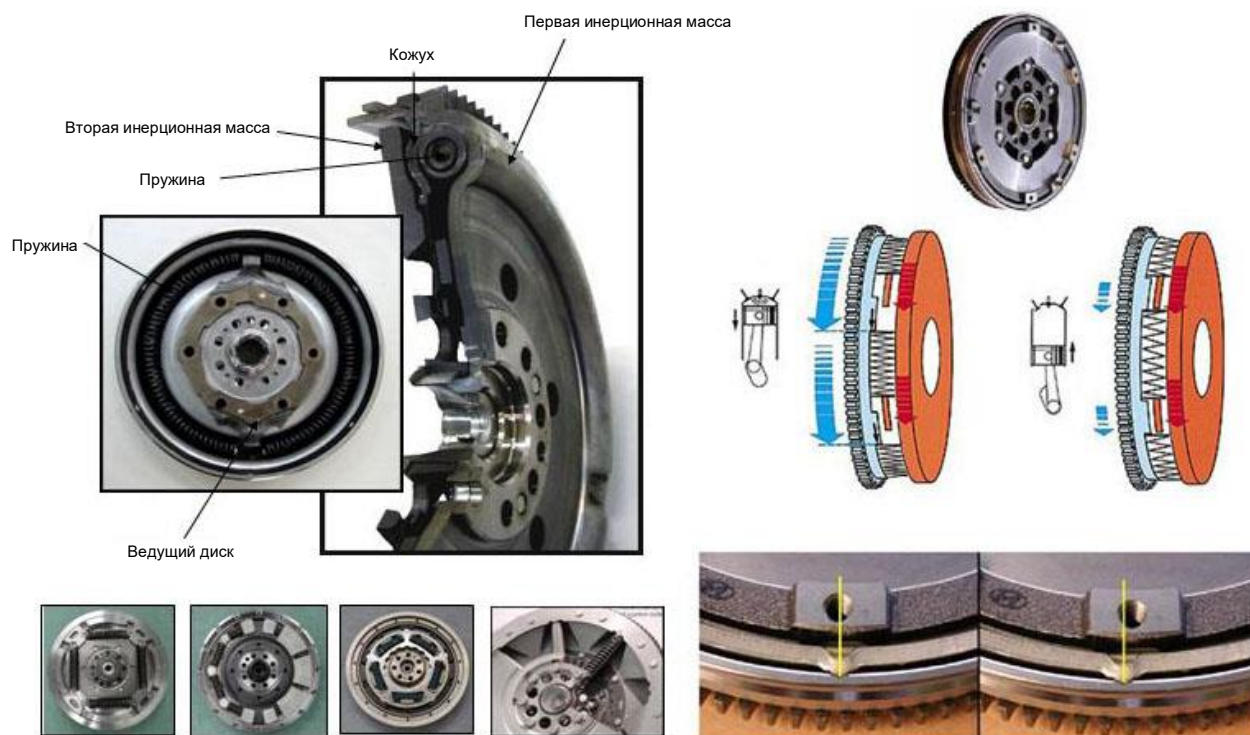 Первая инерционная масса
Кожух
Вторая инерционная масса
Пружина
Пружина
Ведущий диск